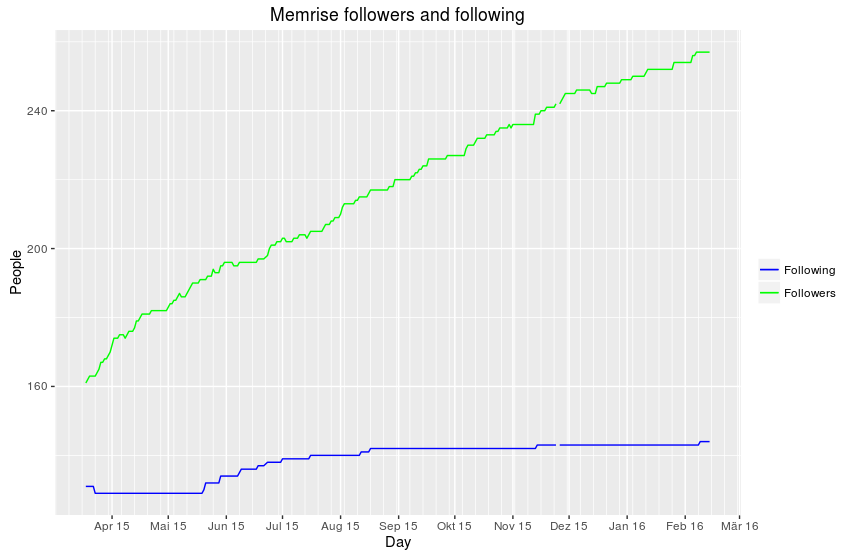 Memrise followers and following
People
240
200
160
Apr 15 Mai 15 Jun 15 Jul 15 Aug 15 Sep 15 Okt 15 Nov 15 Dez 15 Jan 16 Feb 16 Mär 16
Day
Following
Followers